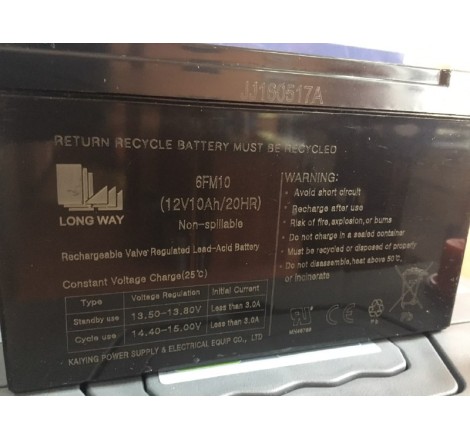 JJ160517A
RETURN RECYCLE BATTERY MUST BE RECYCLED
6FM10
(12V10Ah/20HR)
Non-spillable
LONG WAY
Rechargeable Valve Regulated Lead-Acid Battery
WARNING:
- Avoid short circuit
- Recharge after use
- Risk of fire,explosion,or burns
- Do not charge in a sealed container
- Must be recycled or disposed of properly
- Do not disassemble,heat above 50℃,
or incinerate
Constant Voltage Charge(25℃)
Type Voltage Regulation Initial Current
Standby use 13.50-13.80V Less than 3.0A
Cycle use 14.40-15.00V Less than 3.0A
KAIYING POWER SUPPLY & ELECTRICAL EQUIP CO., LTD